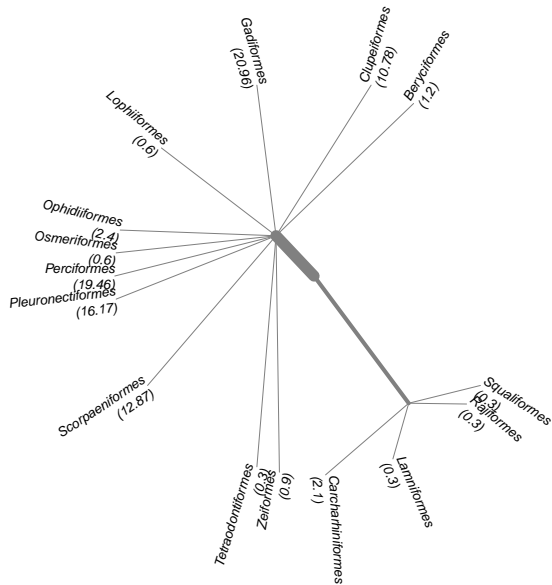 Gadiformes
(20.96)
Clupeiformes
(10.78)
Beryciformes
(1.2)
Lophiiformes
(0.6)
Ophidiiformes
(2.4)
Osmeriformes
(0.6)
Perciformes
(19.46)
Pleuronectiformes
(16.17)
Scorpaeniformes
(12.87)
Tetraodontiformes
(0.3)
Zeiformes
(0.9)
Carcharhiniformes
(2.1)
Lamniformes
(0.3)
Squaliformes
(0.3)
Rajiformes
(0.3)